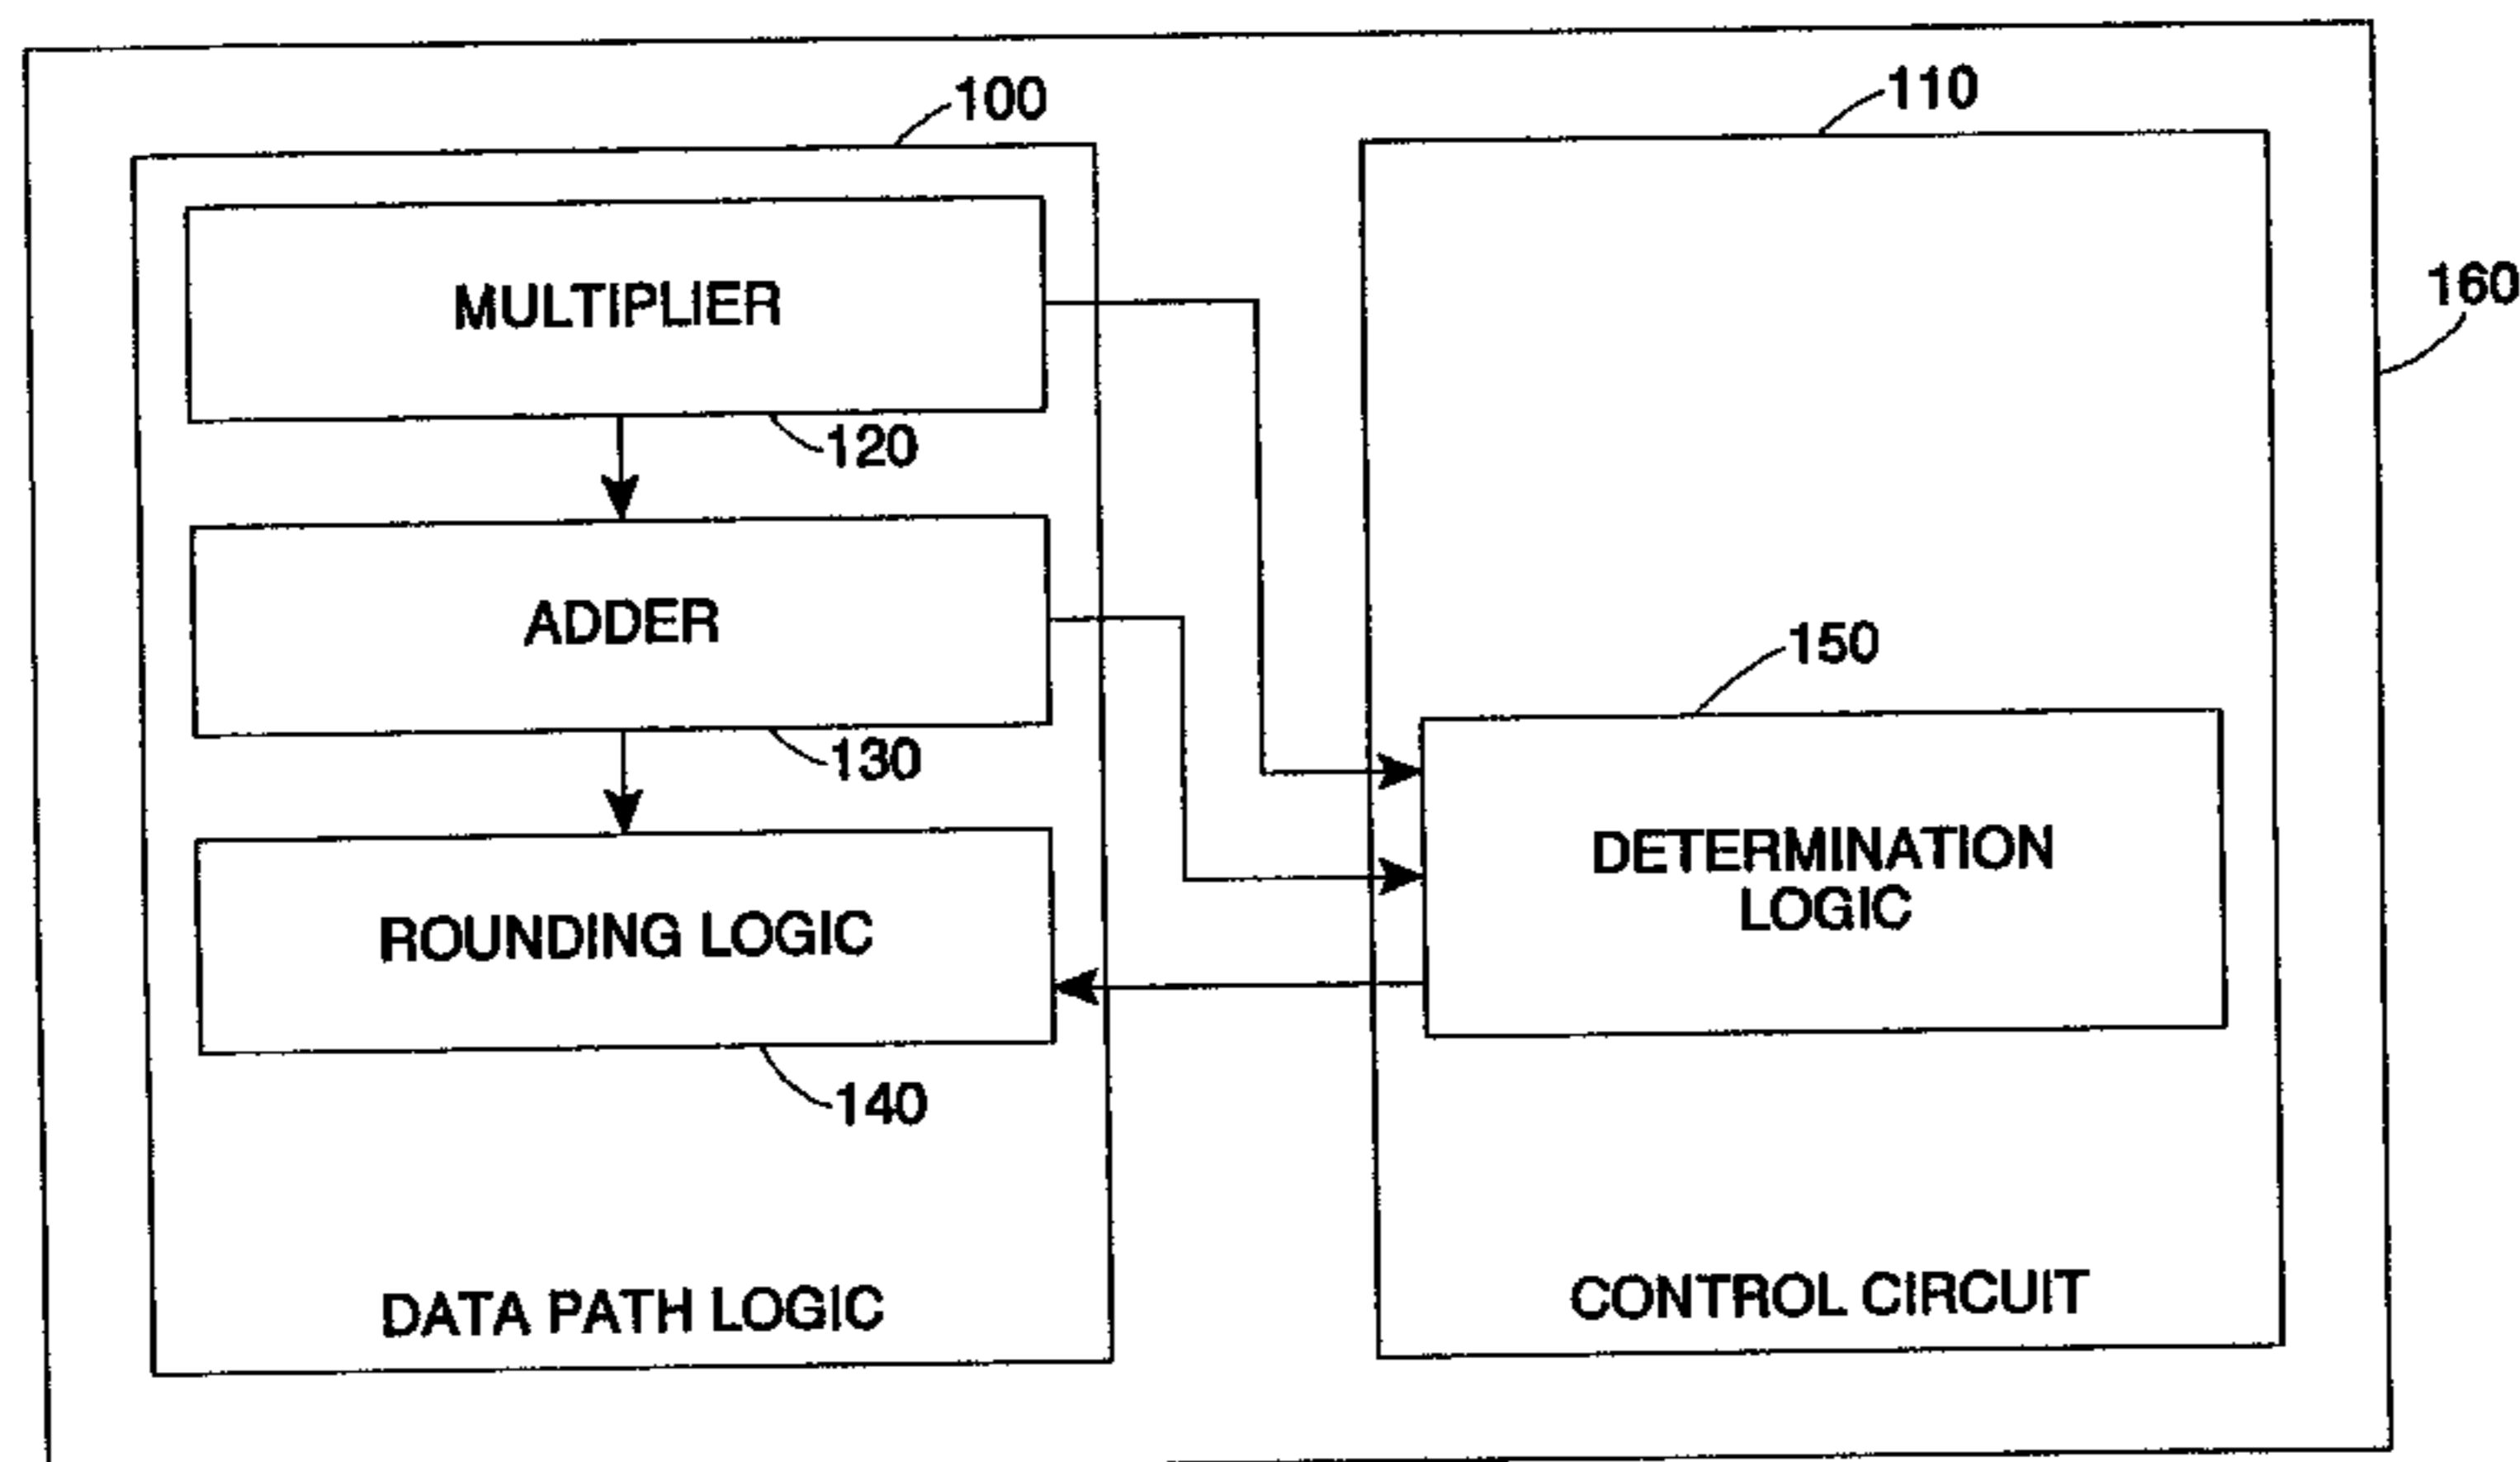 100
110
MULTIPLIER
160
120
ADDER
150
130
DETERMINATION
LOGIC
ROUNDING LOGIC
140
DATA PATH LOGIC
CONTROL CIRCUIT